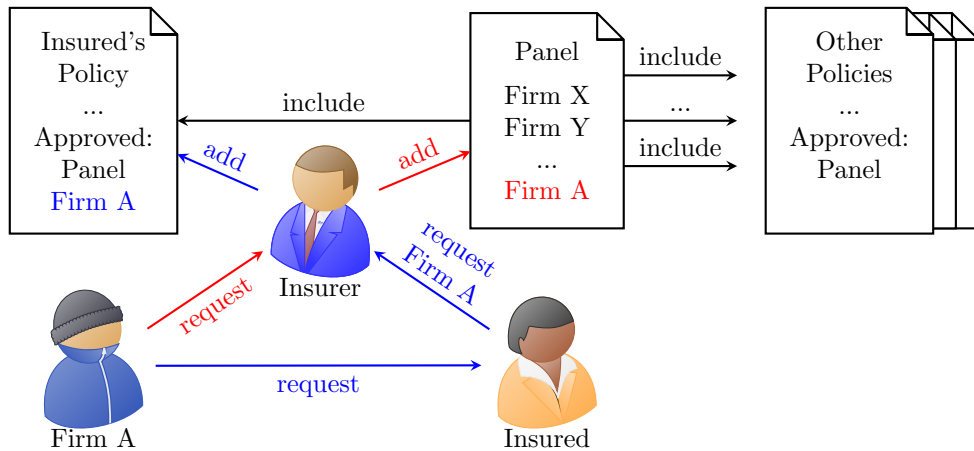 Insured's
Policy
...
Approved:
Panel
Firm A
include
add
add
Panel
Firm X
Firm Y
...
Firm A
include
...
include
Other
Policies
...
Approved:
Panel
Insurer
request
request
Firm A
request
Firm A
Insured